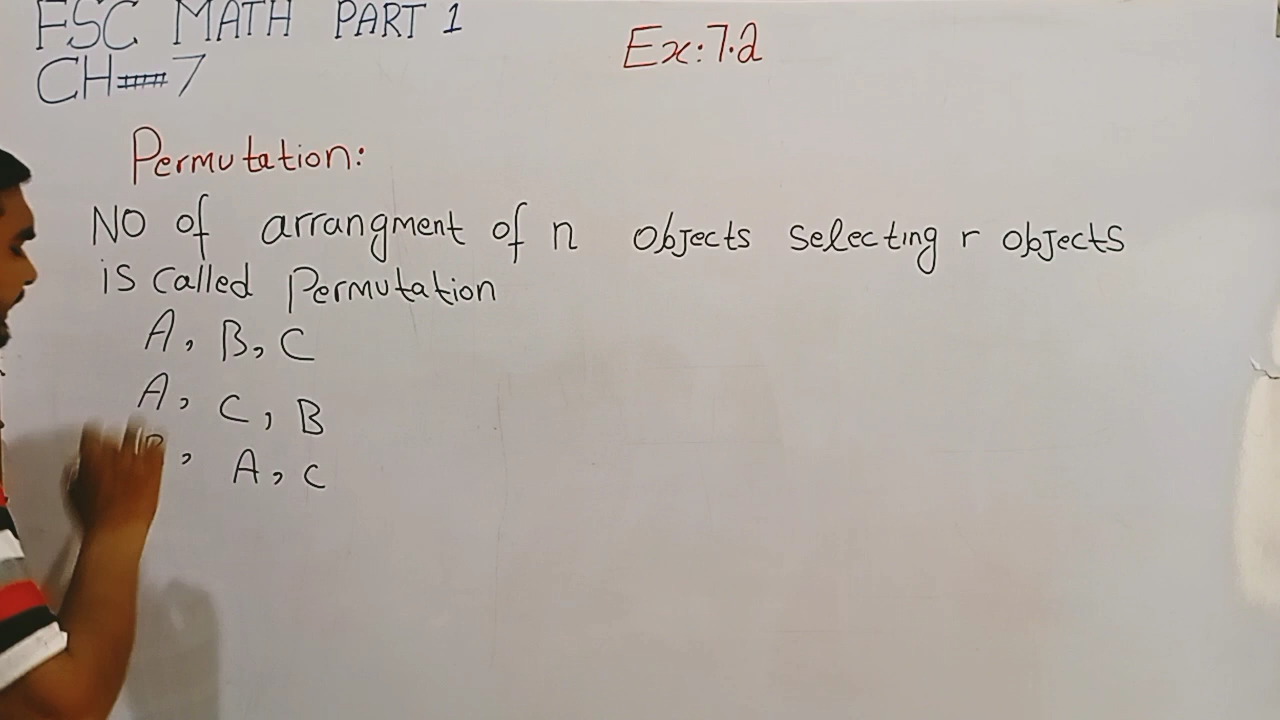 FSC MATH PART 1
CH#7
Ex:7.2
Permutation:
NO of arrangment of n objects selecting r objects
is called permutation
A, B, C
A, C, B
B, A, C